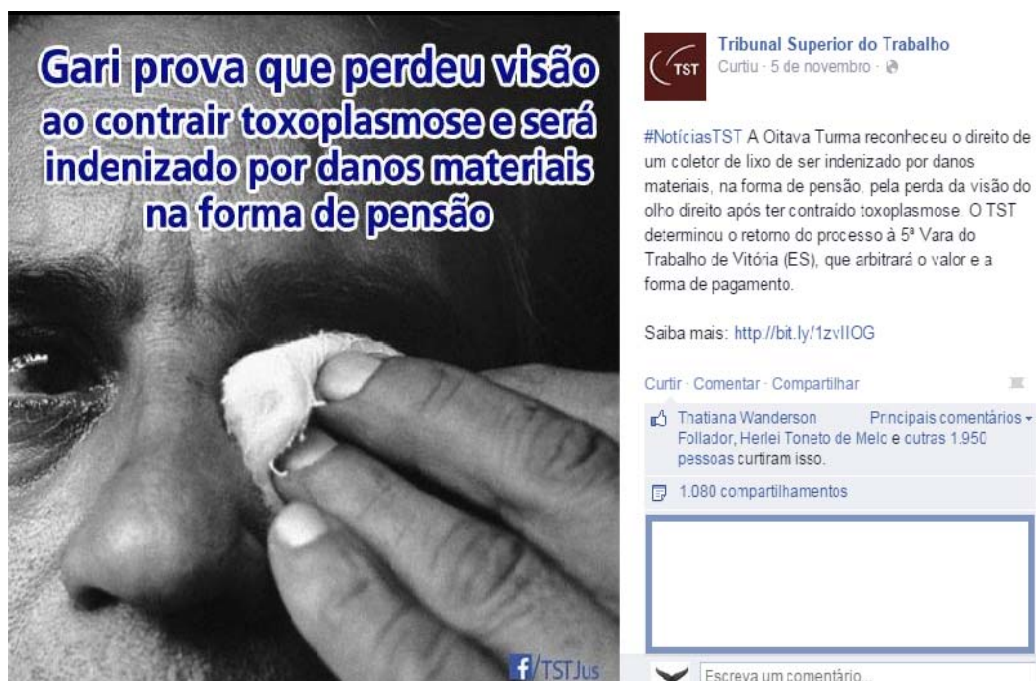 Gari prova que perdeu visão
ao contrair toxoplasmose e será
indenizado por danos materiais
na forma de pensão
f/TSTJus
TST
Tribunal Superior do Trabalho
Curtiu · 5 de novembro ·
#NotíciasTST A Oitava Turma reconheceu o direito de
um coletor de lixo de ser indenizado por danos
materiais, na forma de pensão, pela perda da visão do
olho direito após ter contraído toxoplasmose. O TST
determinou o retorno do processo à 5ª Vara do
Trabalho de Vitória (ES), que arbitrará o valor e a
forma de pagamento.
Saiba mais:
Curtir · Comentar · Compartilhar
Thatiana Wanderson Principais comentários
Follador, Herlei Toneto de Melo e outras 1.950
pessoas curtiram isso.
1.080 compartilhamentos
Escreva um comentário...